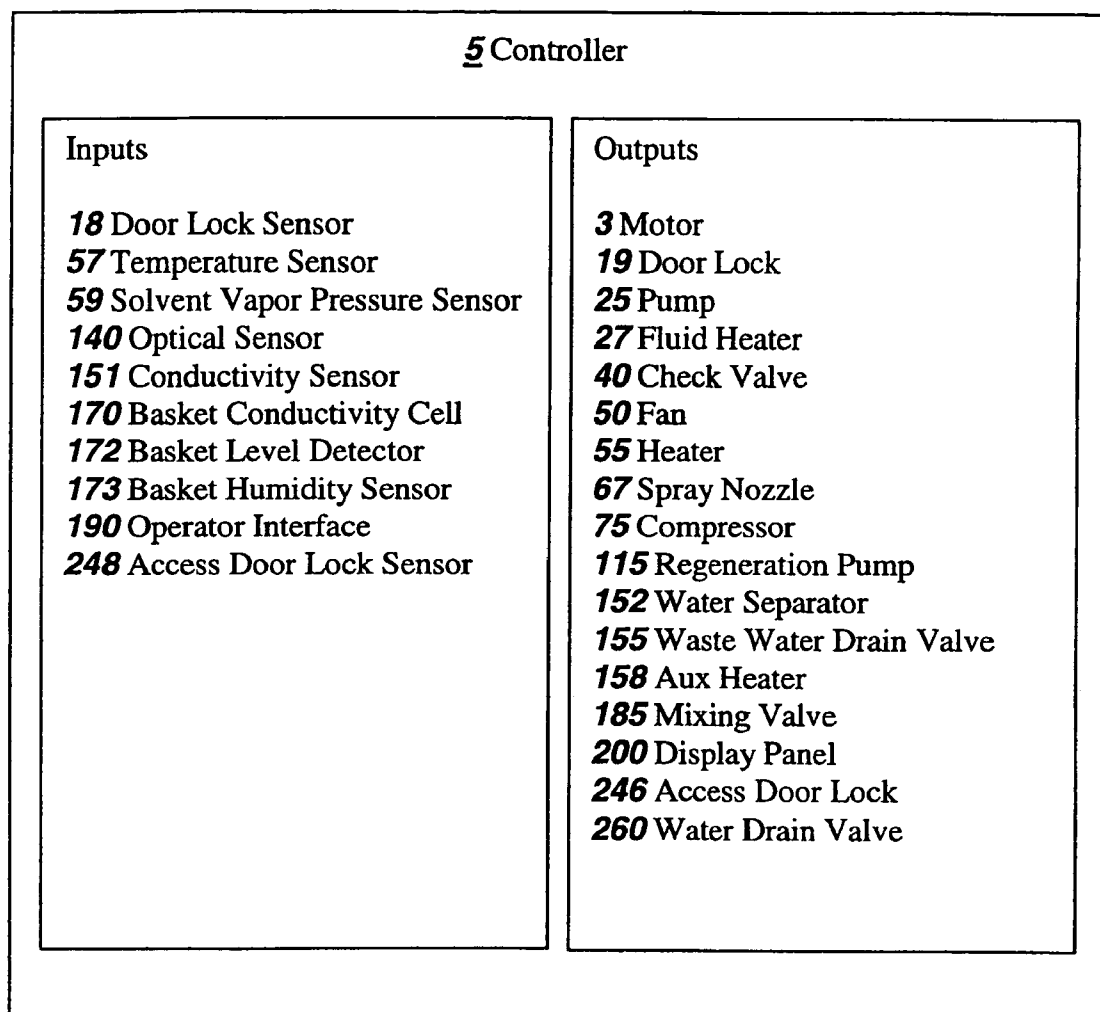 5 Controller
Inputs
18 Door Lock Sensor
57 Temperature Sensor
59 Solvent Vapor Pressure Sensor
140 Optical Sensor
151 Conductivity Sensor
170 Basket Conductivity Cell
172 Basket Level Detector
173 Basket Humidity Sensor
190 Operator Interface
248 Access Door Lock Sensor
Outputs
3 Motor
19 Door Lock
25 Pump
27 Fluid Heater
40 Check Valve
50 Fan
55 Heater
67 Spray Nozzle
75 Compressor
115 Regeneration Pump
152 Water Separator
155 Waste Water Drain Valve
158 Aux Heater
185 Mixing Valve
200 Display Panel
246 Access Door Lock
260 Water Drain Valve